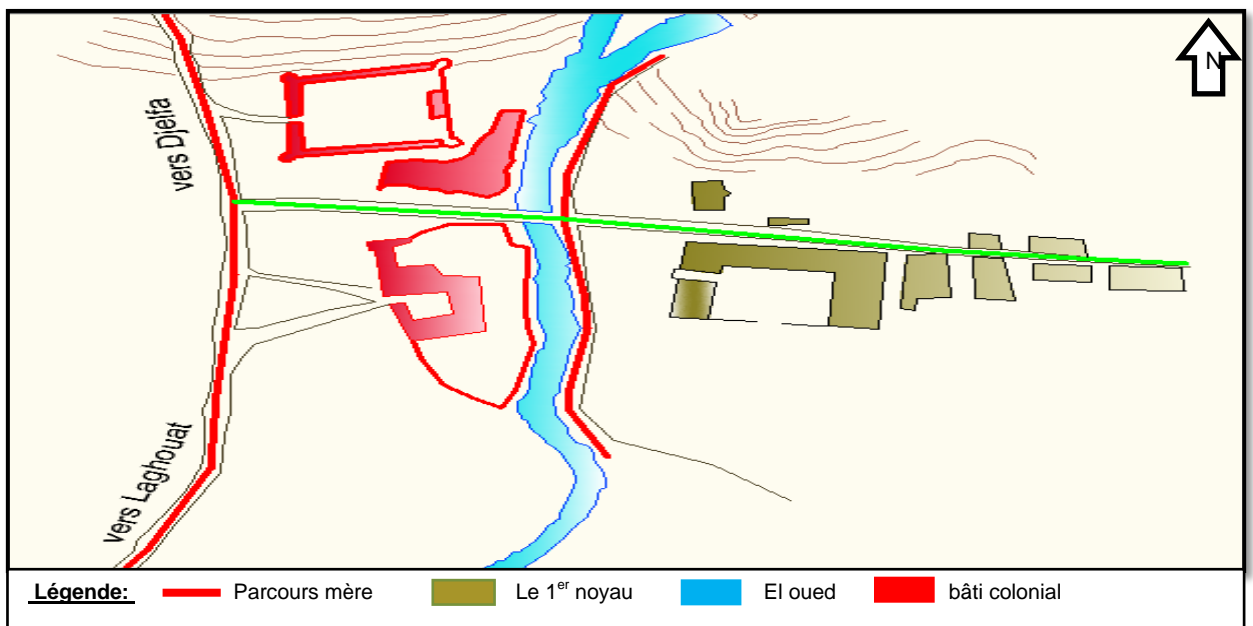 N
vers Djelfa
vers Laghouat
Légende: Parcours mère Le 1er noyau El oued bâti colonial